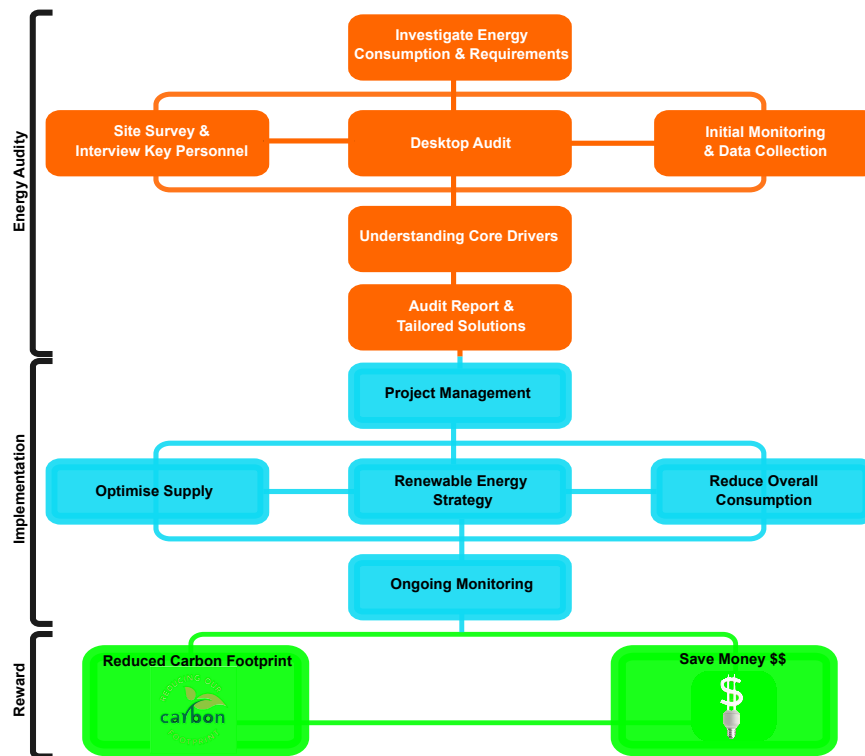 Investigate Energy
Consumption & Requirements
Site Survey &
Interview Key Personnel
Desktop Audit
Initial Monitoring
& Data Collection
Energy Audity
Understanding Core Drivers
Audit Report &
Tailored Solutions
Project Management
Implementation
Optimise Supply
Renewable Energy
Strategy
Reduce Overall
Consumption
Ongoing Monitoring
Reward
Reduced Carbon Footprint
carbon
Save Money $$
$